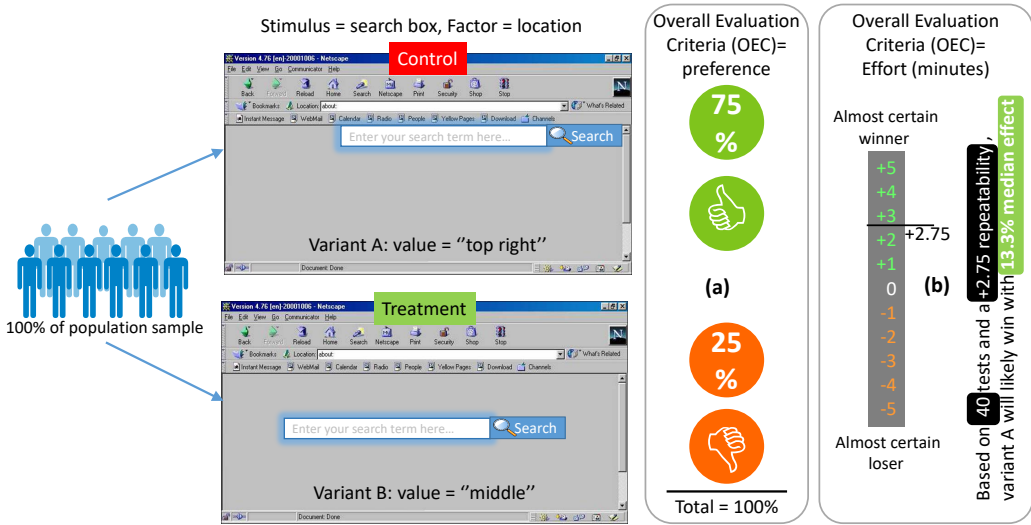 Stimulus = search box, Factor = location
Version 4.76 [en]-20001006 - Netscape
Control
File Edit View Go Communicator Help
Back Forward Reload Home Search Netscape Print Security Shop Stop
N
Bookmarks Location: about: What's Related
Instant Message WebMail Calendar Radio People Yellow Pages Download Channels
Enter your search term here... Search
Variant A: value = ‘’top right’’
Document: Done
100% of population sample
Version 4.76 [en]-20001006 - Netscape
Treatment
File Edit View Go Communicator Help
Back Forward Reload Home Search Netscape Print Security Shop Stop
N
Bookmarks Location: about: What's Related
Instant Message WebMail Calendar Radio People Yellow Pages Download Channels
Enter your search term here... Search
Variant B: value = ‘’middle’’
Document: Done
Overall Evaluation
Criteria (OEC)=
preference
75
%
(a)
25
%
Total = 100%
Overall Evaluation
Criteria (OEC)=
Effort (minutes)
Almost certain
winner
+5
+4
+3
+2.75
+2
+1
0
-1
-2
-3
-4
-5
Almost certain
loser
(b)
Based on 40 tests and a +2.75 repeatability ,
variant A will likely win with 13.3% median effect